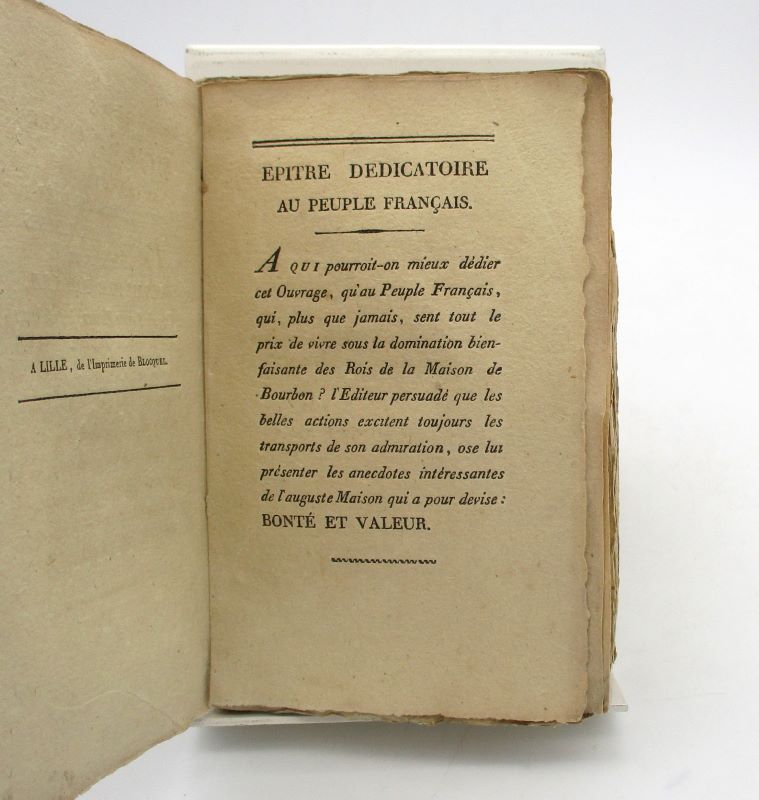 A LILLE, de l'Imprimerie de BLOCQUEL.
EPITRE DEDICATOIRE
AU PEUPLE FRANÇAIS.
A QUI pourroit-on mieux dédier
cet Ouvrage, qu'au Peuple Français,
qui, plus que jamais, sent tout le
prix de vivre sous la domination bien-
faisante des Rois de la Maison de
Bourbon ? l'Editeur persuadé que les
belles actions excitent toujours les
transports de son admiration, ose lui
présenter les anecdotes intéressantes
de l'auguste Maison qui a pour devise :
BONTÉ ET VALEUR.